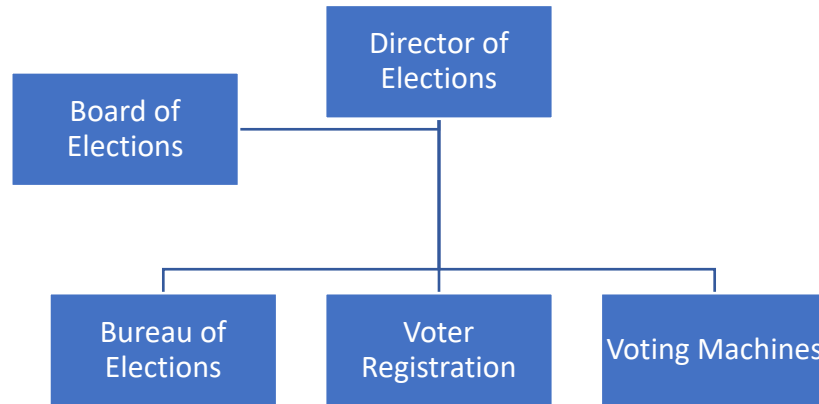 Director of
Elections
Board of
Elections
Bureau of
Elections
Voter
Registration
Voting Machines